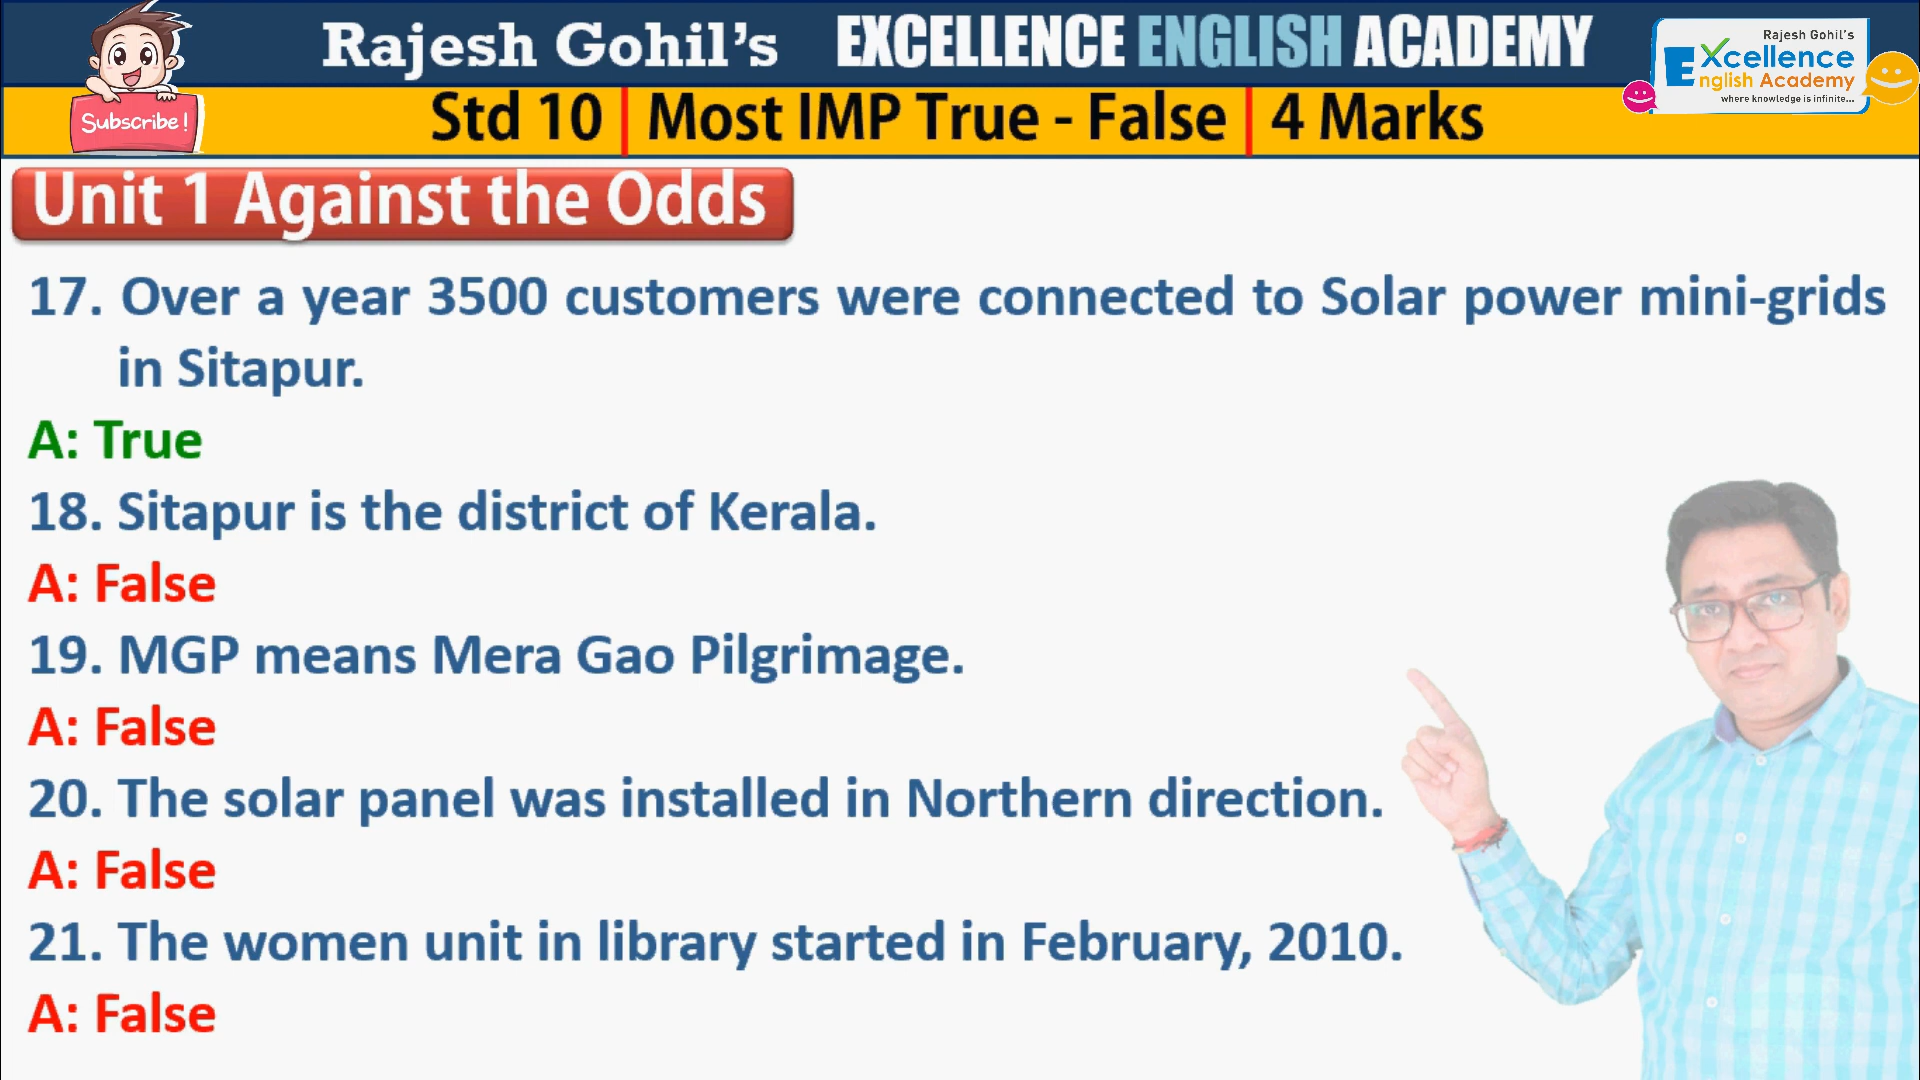 Rajesh Gohil's EXCELLENCE ENGLISH ACADEMY
Rajesh Gohil's
Excellence
English Academy
where knowledge is infinite...
Subscribe!
Std 10 | Most IMP True - False | 4 Marks
Unit 1 Against the Odds
17. Over a year 3500 customers were connected to Solar power mini-grids
in Sitapur.
A: True
18. Sitapur is the district of Kerala.
A: False
19. MGP means Mera Gao Pilgrimage.
A: False
20. The solar panel was installed in Northern direction.
A: False
21. The women unit in library started in February, 2010.
A: False